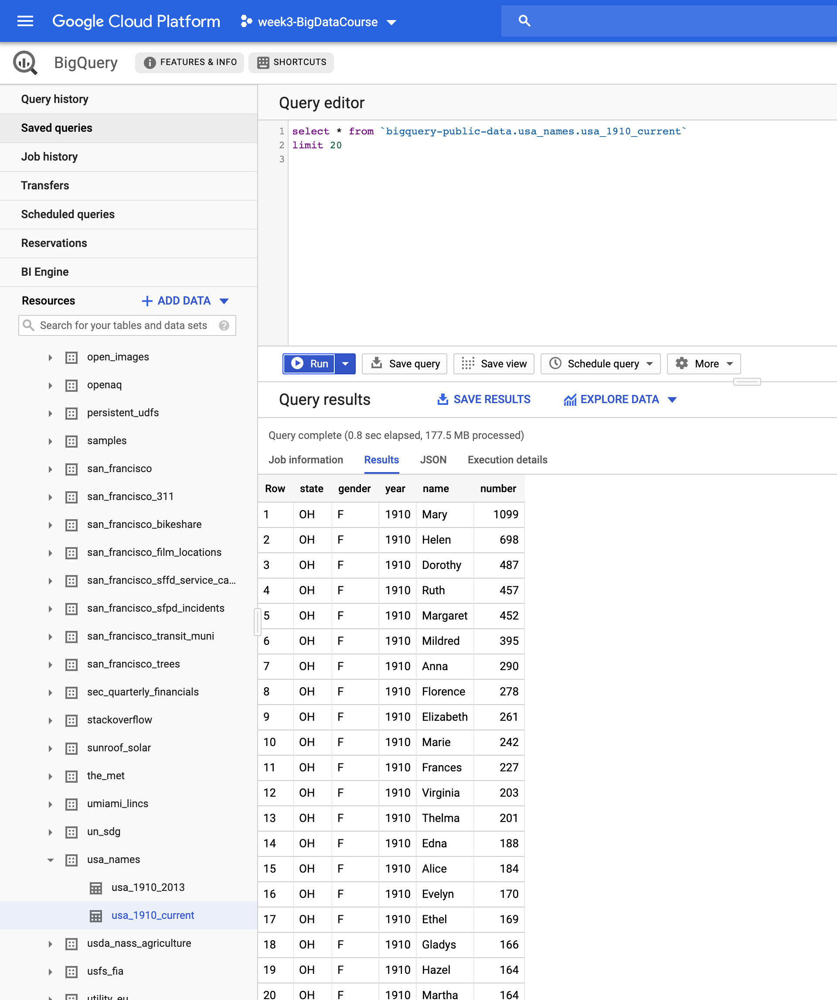 Google Cloud Platform week3-BigDataCourse
BigQuery FEATURES & INFO SHORTCUTS
Query history
Saved queries
Job history
Transfers
Scheduled queries
Reservations
BI Engine
Resources ADD DATA
Search for your tables and data sets
open_images
openaq
persistent_udfs
samples
san_francisco
san_francisco_311
san_francisco_bikeshare
san_francisco_film_locations
san_francisco_sffd_service_ca...
san_francisco_sfpd_incidents
san_francisco_transit_muni
san_francisco_trees
sec_quarterly_financials
stackoverflow
sunroof_solar
the_met
umiami_lincs
un_sdg
usa_names
usa_1910_2013
usa_1910_current
usda_nass_agriculture
usfs_fia
utility_eu
Query editor
1 select * from `bigquery-public-data.usa_names.usa_1910_current`
2 limit 20
3
Run Save query Save view Schedule query More
Query results SAVE RESULTS EXPLORE DATA
Query complete (0.8 sec elapsed, 177.5 MB processed)
Job information Results JSON Execution details
Row state gender year name number
1 OH F 1910 Mary 1099
2 OH F 1910 Helen 698
3 OH F 1910 Dorothy 487
4 OH F 1910 Ruth 457
5 OH F 1910 Margaret 452
6 OH F 1910 Mildred 395
7 OH F 1910 Anna 290
8 OH F 1910 Florence 278
9 OH F 1910 Elizabeth 261
10 OH F 1910 Marie 242
11 OH F 1910 Frances 227
12 OH F 1910 Virginia 203
13 OH F 1910 Thelma 201
14 OH F 1910 Edna 188
15 OH F 1910 Alice 184
16 OH F 1910 Evelyn 170
17 OH F 1910 Ethel 169
18 OH F 1910 Gladys 166
19 OH F 1910 Hazel 164
20 OH F 1910 Martha 164